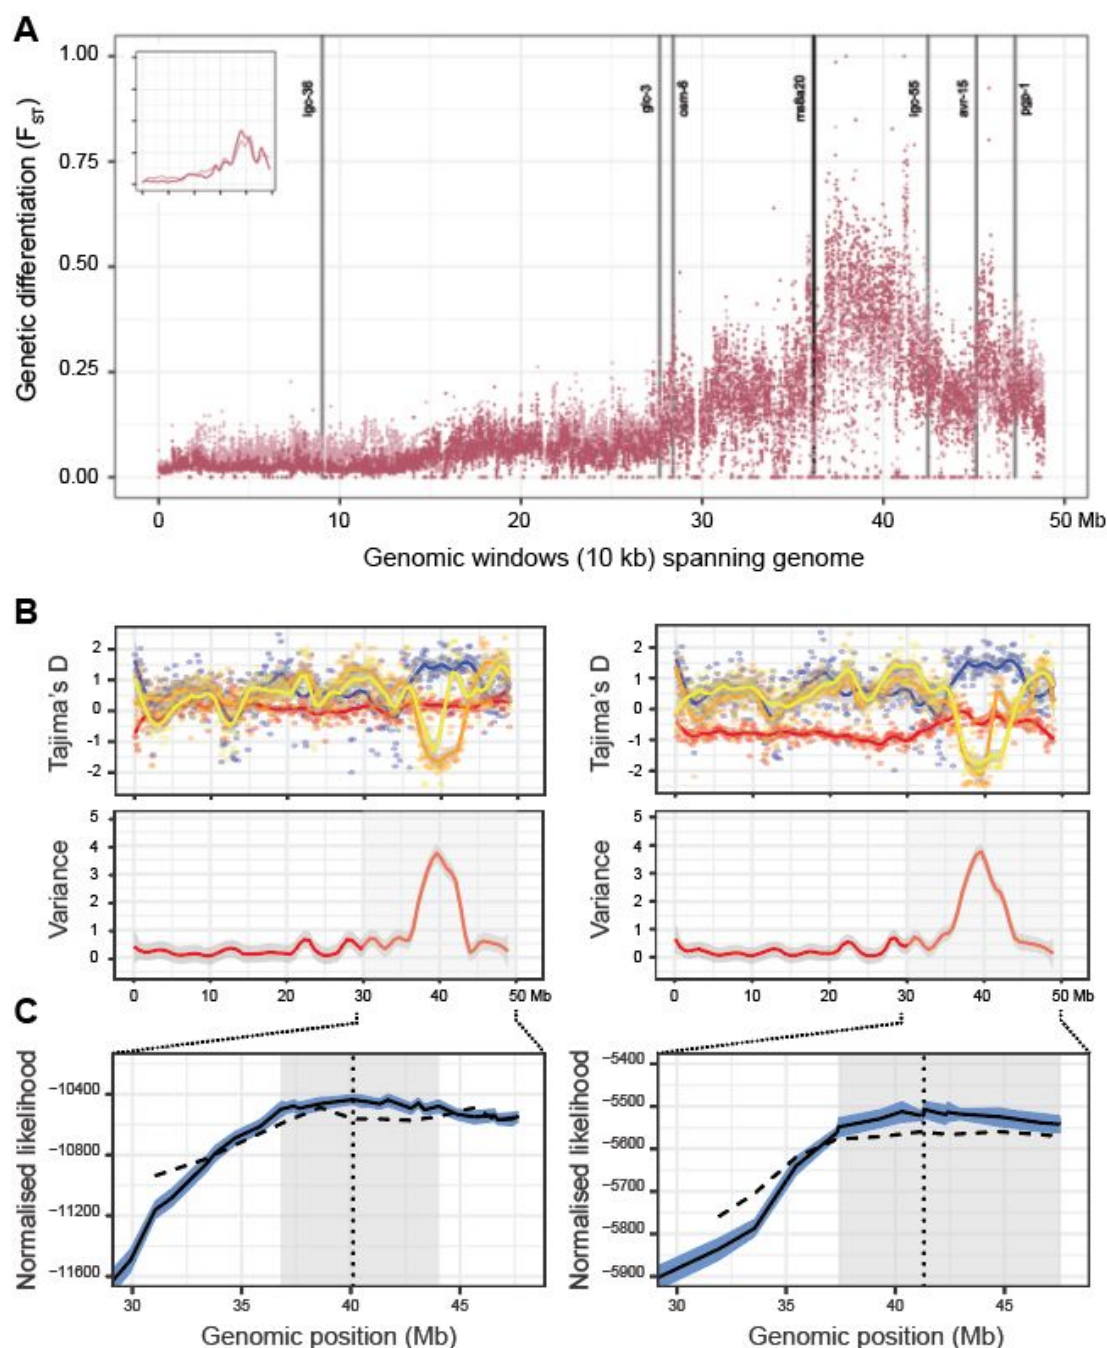 A
Genetic differentiation (FST)
1.00
0.75
0.50
0.25
0.00
lgc-36
glc-3
osm-6
ms8a20
lgc-55
avr-15
pgp-1
0 10 20 30 40 50 Mb
Genomic windows (10 kb) spanning genome
B
Tajima's D
2
1
0
-1
-2
Tajima's D
2
1
0
-1
-2
Variance
5
4
3
2
1
0
0 10 20 30 40 50 Mb
Variance
5
4
3
2
1
0
0 10 20 30 40 50 Mb
C
Normalised likelihood
−10400
−10800
−11200
−11600
30 35 40 45
Genomic position (Mb)
Normalised likelihood
−5400
−5500
−5600
−5700
−5800
−5900
30 35 40 45
Genomic position (Mb)